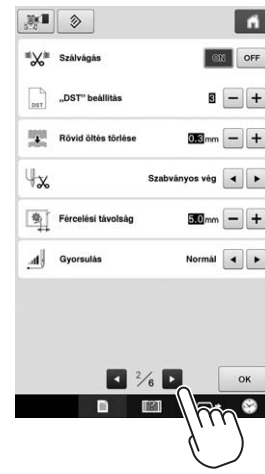 Szálvágás ON OFF
DST „DST” beállítás 3 − +
Rövid öltés törlése 0.3 mm − +
Szabványos vég
Fércelési távolság 5.0 mm − +
Gyorsulás Normál
2/6 OK